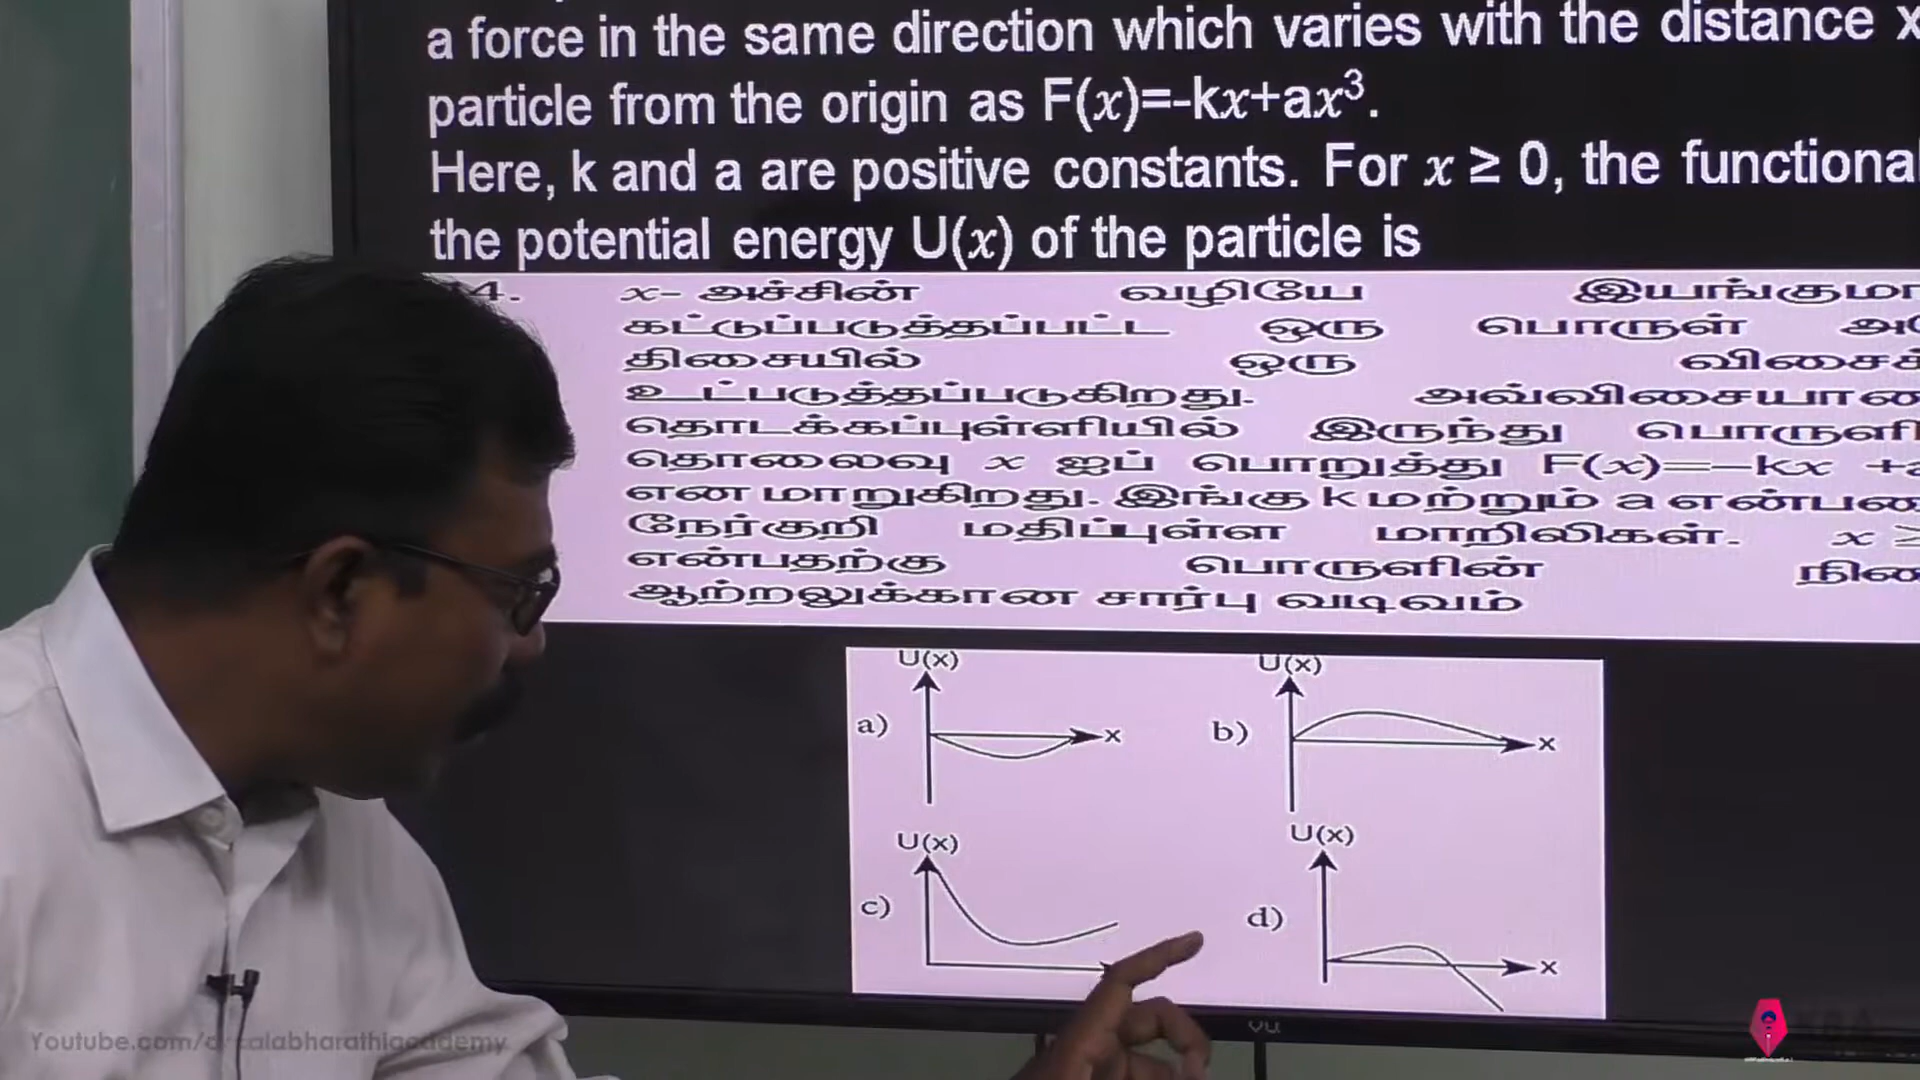 a force in the same direction which varies with the distance x
particle from the origin as F(x)=-kx+ax³.
Here, k and a are positive constants. For x ≥ 0, the functional
the potential energy U(x) of the particle is
4. x– அச்சின் வழியே இயங்குமா
கட்டுப்படுத்தப்பட்ட ஒரு பொருள் அ
திசையில் ஒரு விசைக்
உட்படுத்தப்படுகிறது. அவ்விசையான
தொடக்கப்புள்ளியில் இருந்து பொருளி
தொலைவு x ஐப் பொறுத்து F(x)=–kx +a
என மாறுகிறது. இங்கு k மற்றும் a என்பன
நேர்குறி மதிப்புள்ள மாறிலிகள். x ≥
என்பதற்கு பொருளின் நிலை
ஆற்றலுக்கான சார்பு வடிவம்
U(x) U(x)
a) x b) x
U(x) U(x)
c) d) x
vu